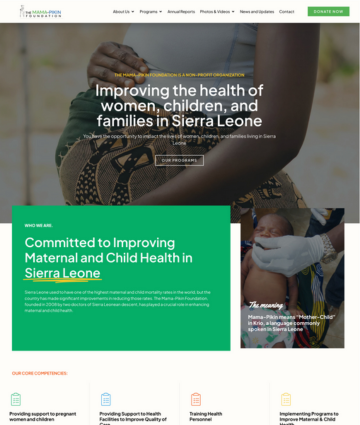 THE MAMA-PIKIN
FOUNDATION
About Us Programs Annual Reports Photos & Videos News and Updates Contact
DONATE NOW
THE MAMA-PIKIN FOUNDATION IS A NON-PROFIT ORGANIZATION
Improving the health of
women, children, and
families in Sierra Leone
You have the opportunity to impact the lives of women, children, and families living in Sierra
Leone
OUR PROGRAMS
WHO WE ARE:
Committed to Improving
Maternal and Child Health in
Sierra Leone
Sierra Leone used to have one of the highest maternal and child mortality rates in the world, but the
country has made significant improvements in reducing those rates. The Mama-Pikin Foundation,
founded in 2008 by two doctors of Sierra Leonean descent, has played a crucial role in enhancing
maternal and child health.
The meaning
Mama-Pikin means "Mother-Child"
in Krio, a language commonly
spoken in Sierra Leone
OUR CORE COMPETENCIES:
Providing support to pregnant
women and children
Providing Support to Health
Facilities to Improve Quality of
Care
Training Health
Personnel
Implementing Programs to
Improve Maternal & Child
Health